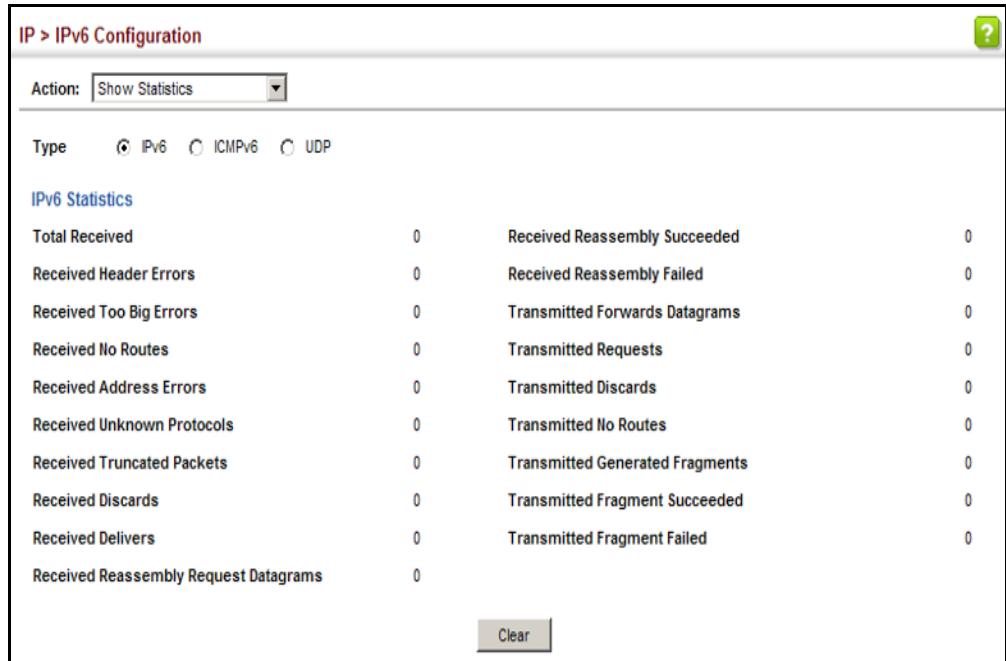 IP > IPv6 Configuration
?
Action: Show Statistics
Type IPv6 ICMPv6 UDP
IPv6 Statistics
Total Received 0 Received Reassembly Succeeded 0
Received Header Errors 0 Received Reassembly Failed 0
Received Too Big Errors 0 Transmitted Forwards Datagrams 0
Received No Routes 0 Transmitted Requests 0
Received Address Errors 0 Transmitted Discards 0
Received Unknown Protocols 0 Transmitted No Routes 0
Received Truncated Packets 0 Transmitted Generated Fragments 0
Received Discards 0 Transmitted Fragment Succeeded 0
Received Delivers 0 Transmitted Fragment Failed 0
Received Reassembly Request Datagrams 0
Clear